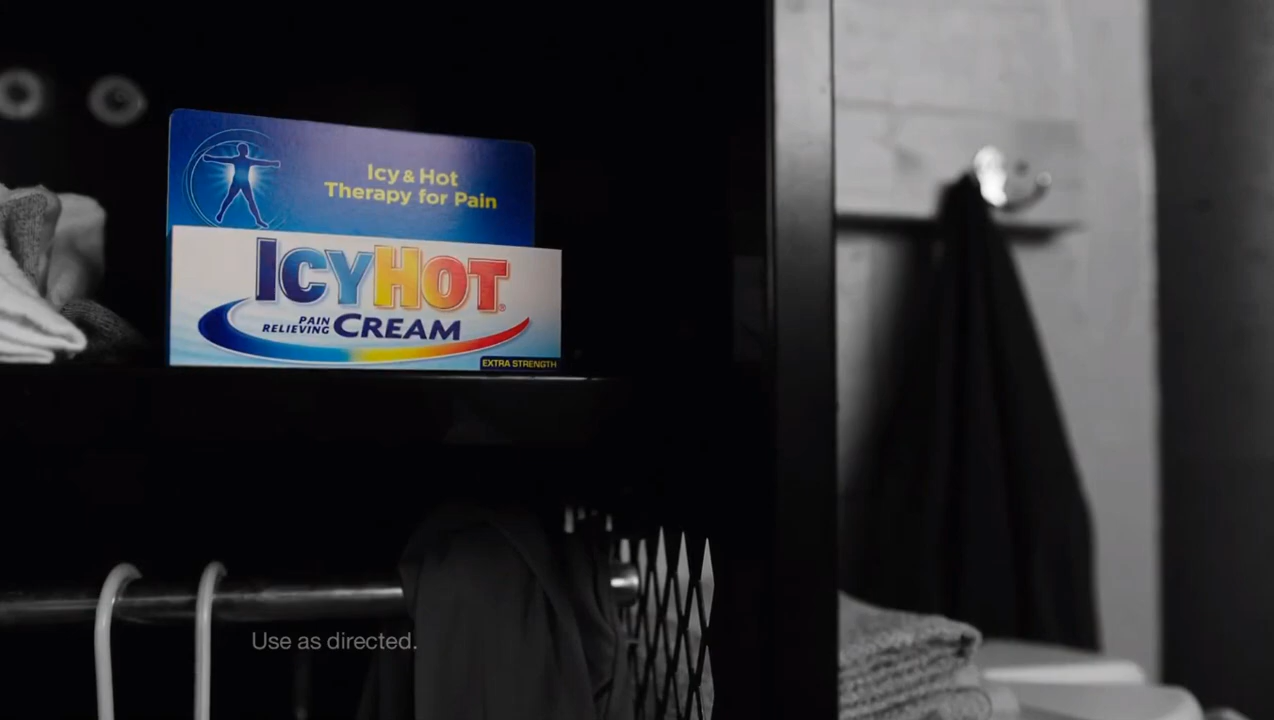 Icy & Hot
Therapy for Pain
ICYHOT®
PAIN
RELIEVING CREAM
EXTRA STRENGTH
Use as directed.